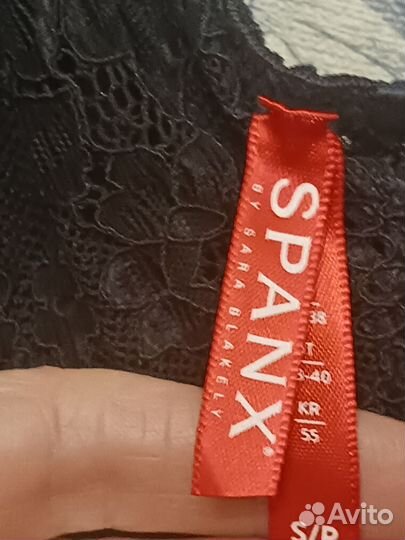 SPANX®
BY SARA BLAKELY
38
-40
KR
55
S/P
Avito